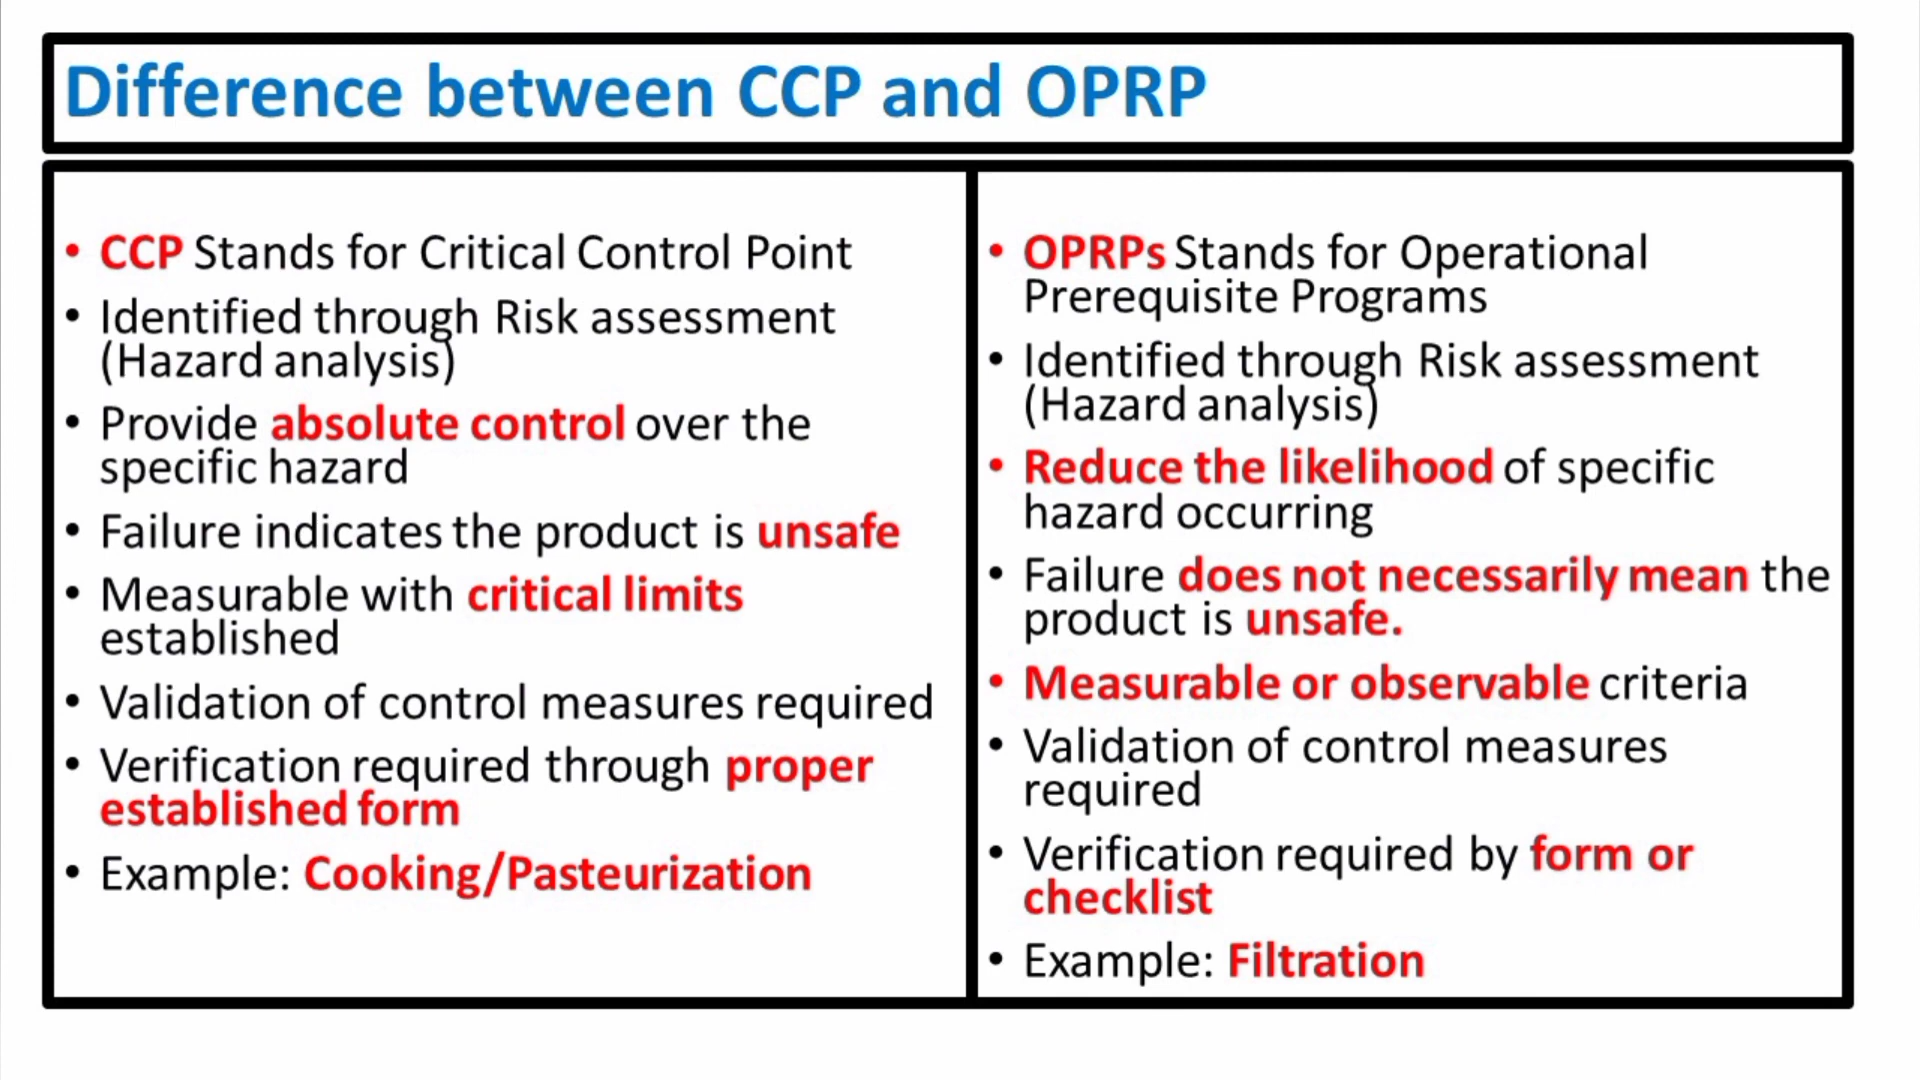 Difference between CCP and OPRP
• CCP Stands for Critical Control Point
• Identified through Risk assessment
(Hazard analysis)
• Provide absolute control over the
specific hazard
• Failure indicates the product is unsafe
• Measurable with critical limits
established
• Validation of control measures required
• Verification required through proper
established form
• Example: Cooking/Pasteurization
• OPRPs Stands for Operational
Prerequisite Programs
• Identified through Risk assessment
(Hazard analysis)
• Reduce the likelihood of specific
hazard occurring
• Failure does not necessarily mean the
product is unsafe.
• Measurable or observable criteria
• Validation of control measures
required
• Verification required by form or
checklist
• Example: Filtration